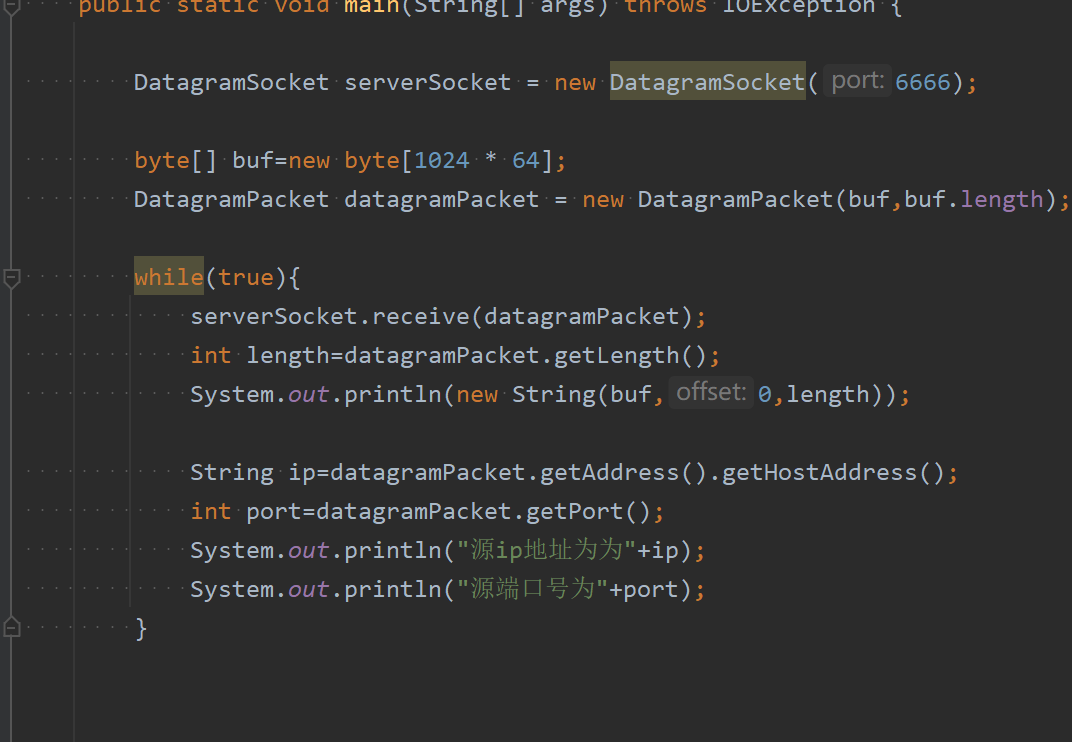 public static void main(String[] args) throws IOException {
DatagramSocket serverSocket = new DatagramSocket( port: 6666);
byte[] buf=new byte[1024 * 64];
DatagramPacket datagramPacket = new DatagramPacket(buf,buf.length);
while(true){
serverSocket.receive(datagramPacket);
int length=datagramPacket.getLength();
System.out.println(new String(buf, offset: 0,length));
String ip=datagramPacket.getAddress().getHostAddress();
int port=datagramPacket.getPort();
System.out.println("源ip地址为为"+ip);
System.out.println("源端口号为"+port);
}